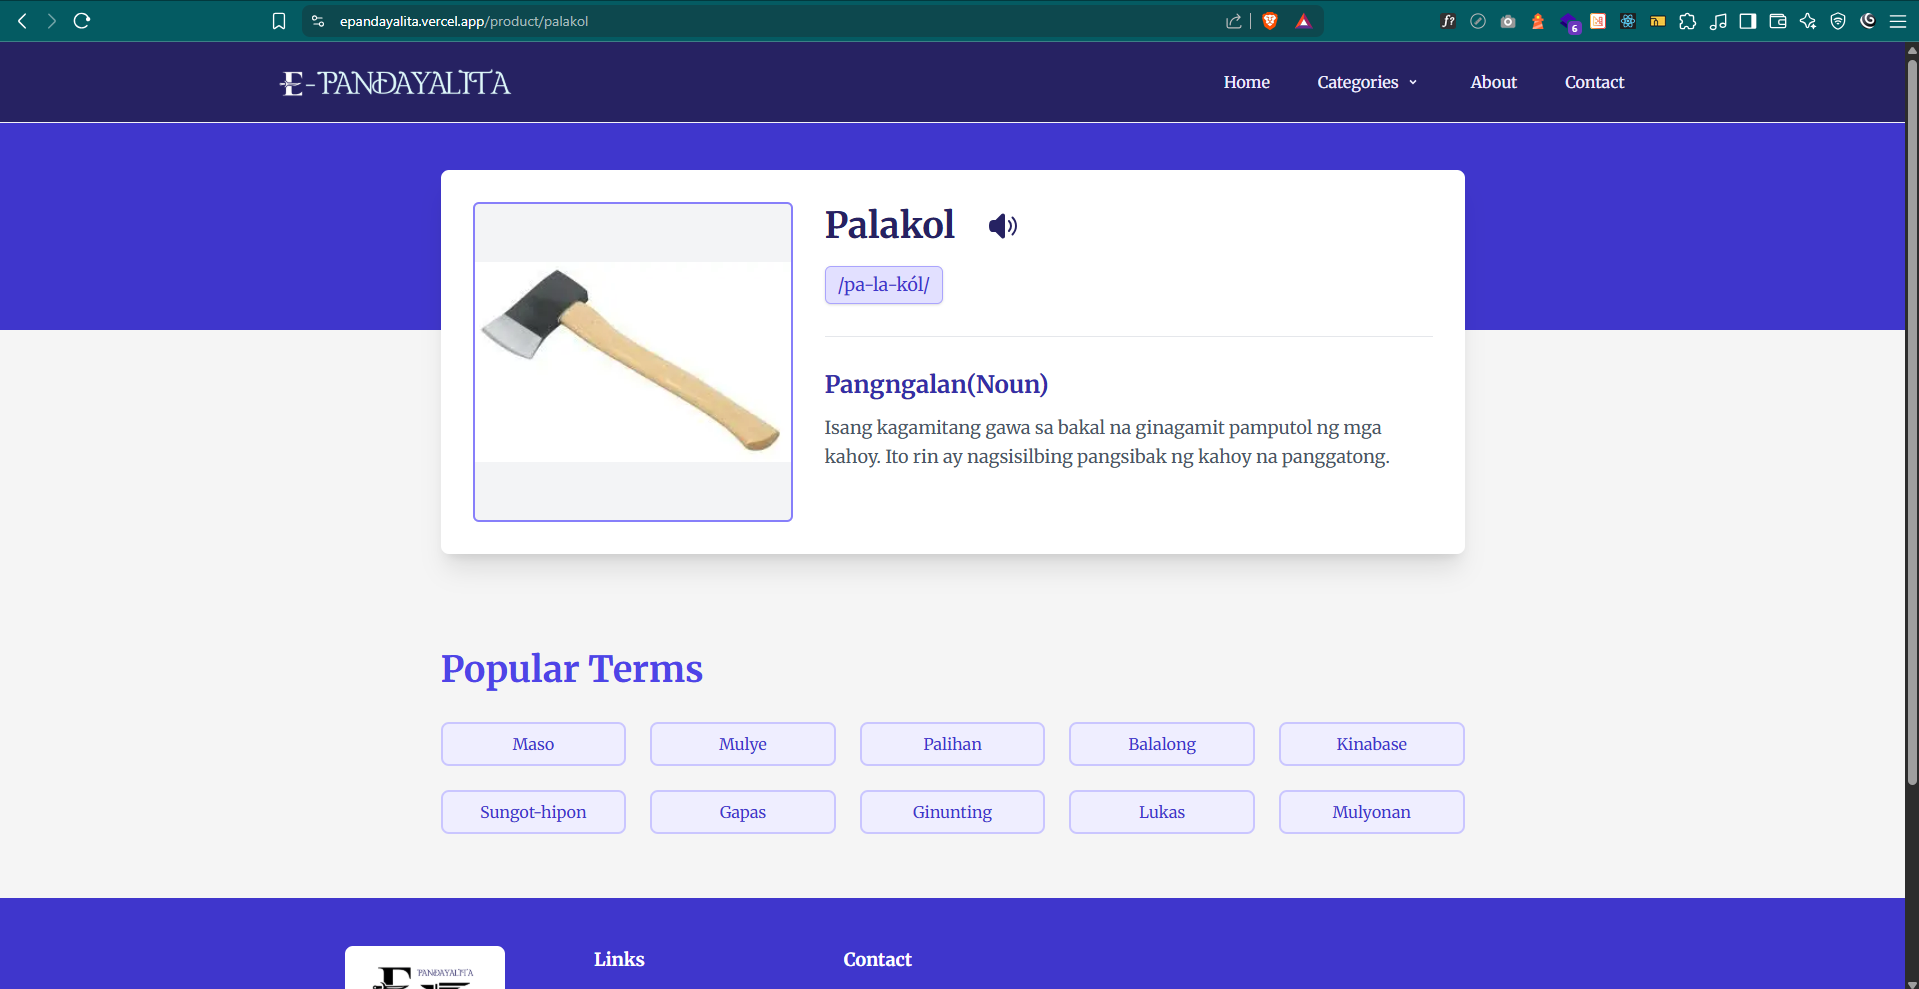 epandayalita.vercel.app/product/palakol
f?
6
E-PANDAYALITA
Home
Categories
About
Contact
Palakol
/pa-la-kól/
Pangngalan(Noun)
Isang kagamitang gawa sa bakal na ginagamit pamputol ng mga
kahoy. Ito rin ay nagsisilbing pangsibak ng kahoy na panggatong.
Popular Terms
Maso
Mulye
Palihan
Balalong
Kinabase
Sungot-hipon
Gapas
Ginunting
Lukas
Mulyonan
PANDAYALITA
Links
Contact